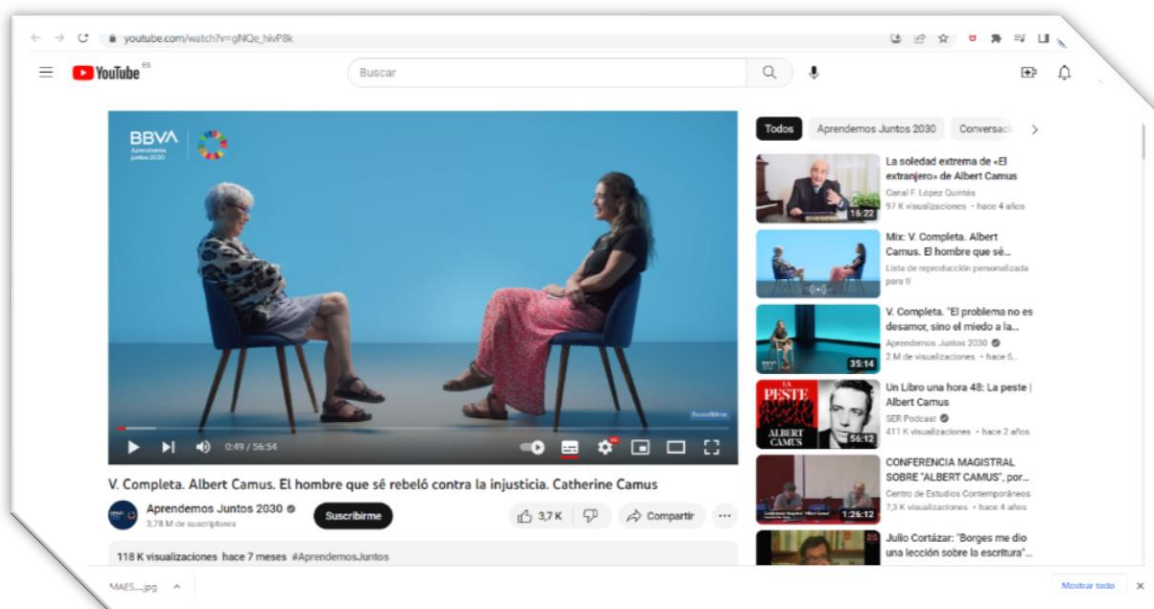 youtube.com/watch?v=gNQe_hivP8k
YouTube ES
Buscar
BBVA
Aprendemos
juntos 2030
Suscribirme
0:49 / 56:54
V. Completa. Albert Camus. El hombre que sé rebeló contra la injusticia. Catherine Camus
Aprendemos Juntos 2030
3,78 M de suscriptores
Suscribirme
3,7 K
Compartir
118 K visualizaciones hace 7 meses #AprendemosJuntos
Todos
Aprendemos Juntos 2030
Conversaci
La soledad extrema de «El
extranjero» de Albert Camus
Canal F. López Quintás
97 K visualizaciones • hace 4 años
16:22
Mix: V. Completa. Albert
Camus. El hombre que sé...
Lista de reproducción personalizada
para ti
V. Completa. "El problema no es
desamor, sino el miedo a la...
Aprendemos Juntos 2030
2 M de visualizaciones • hace 6...
35:14
LA
PESTE
ALBERT
CAMUS
56:12
Un Libro una hora 48: La peste |
Albert Camus
SER Podcast
411 K visualizaciones • hace 2 años
CONFERENCIA MAGISTRAL
SOBRE "ALBERT CAMUS", por...
Centro de Estudios Contemporáneos
7,3 K visualizaciones • hace 4 años
1:26:12
Julio Cortázar: "Borges me dio
una lección sobre la escritura"...
MAES....jpg
Mostrar todo